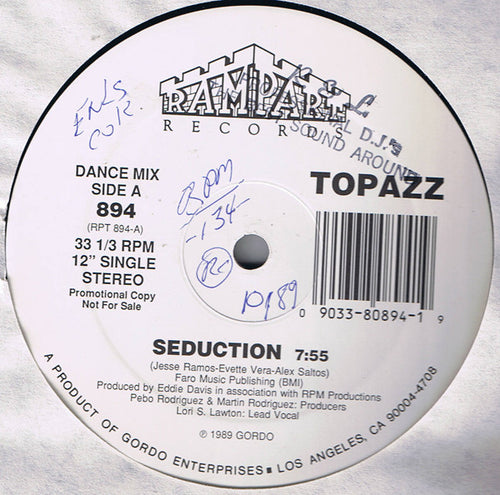 RAMPART
RECORDS
SOUND AROUND
ENDS
COR.
DANCE MIX
SIDE A
894
(RPT 894-A)
33 1/3 RPM
12" SINGLE
STEREO
Promotional Copy
Not For Sale
BPM
-134-
10/89
TOPAZZ
0 9033-80894-1 9
SEDUCTION 7:55
(Jesse Ramos-Evette Vera-Alex Saltos)
Faro Music Publishing (BMI)
Produced by Eddie Davis in association with RPM Productions
Pebo Rodriguez & Martin Rodriguez: Producers
Lori S. Lawton: Lead Vocal
℗ 1989 GORDO
A PRODUCT OF GORDO ENTERPRISES ■ LOS ANGELES, CA 90004-4708